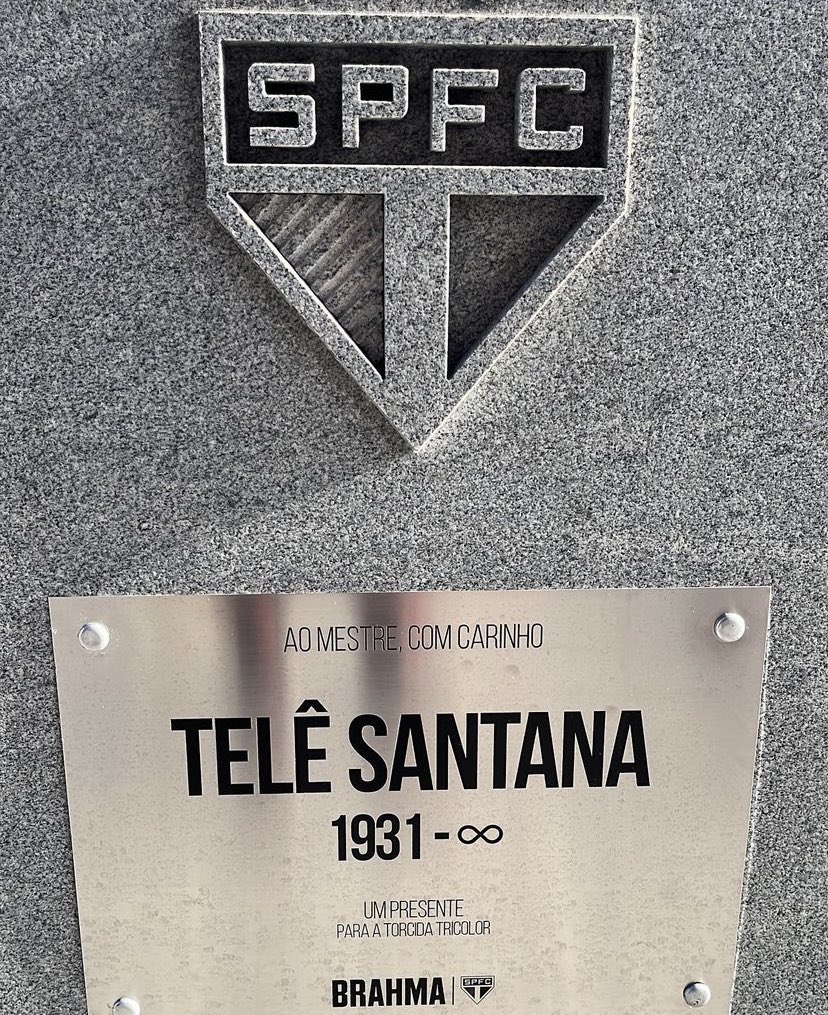 SPFC
AO MESTRE, COM CARINHO
TELÊ SANTANA
1931 - ∞
UM PRESENTE
PARA A TORCIDA TRICOLOR
BRAHMA | SPFC